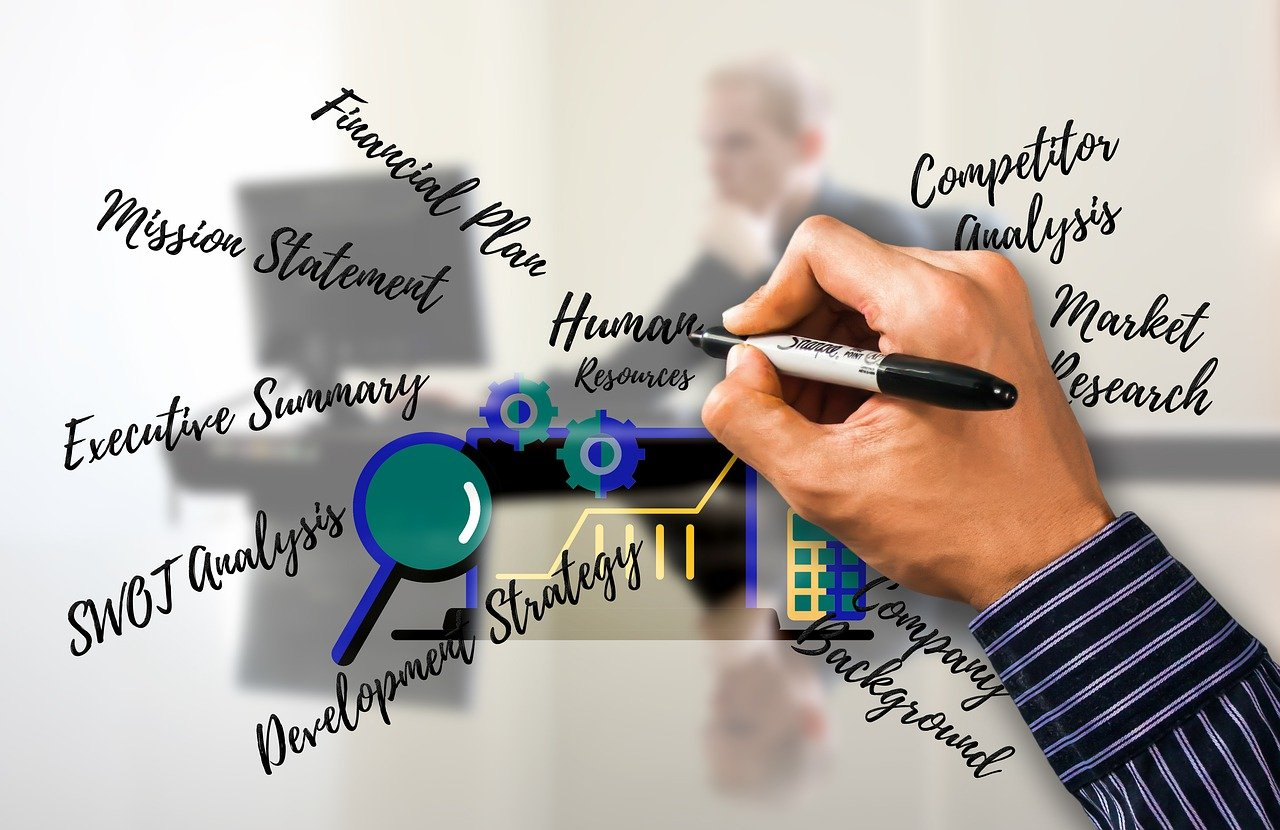 Financial Plan
Mission Statement
Competitor
Analysis
Human
Resources
Market
Research
Executive Summary
SWOT Analysis
Development Strategy
Company
Background